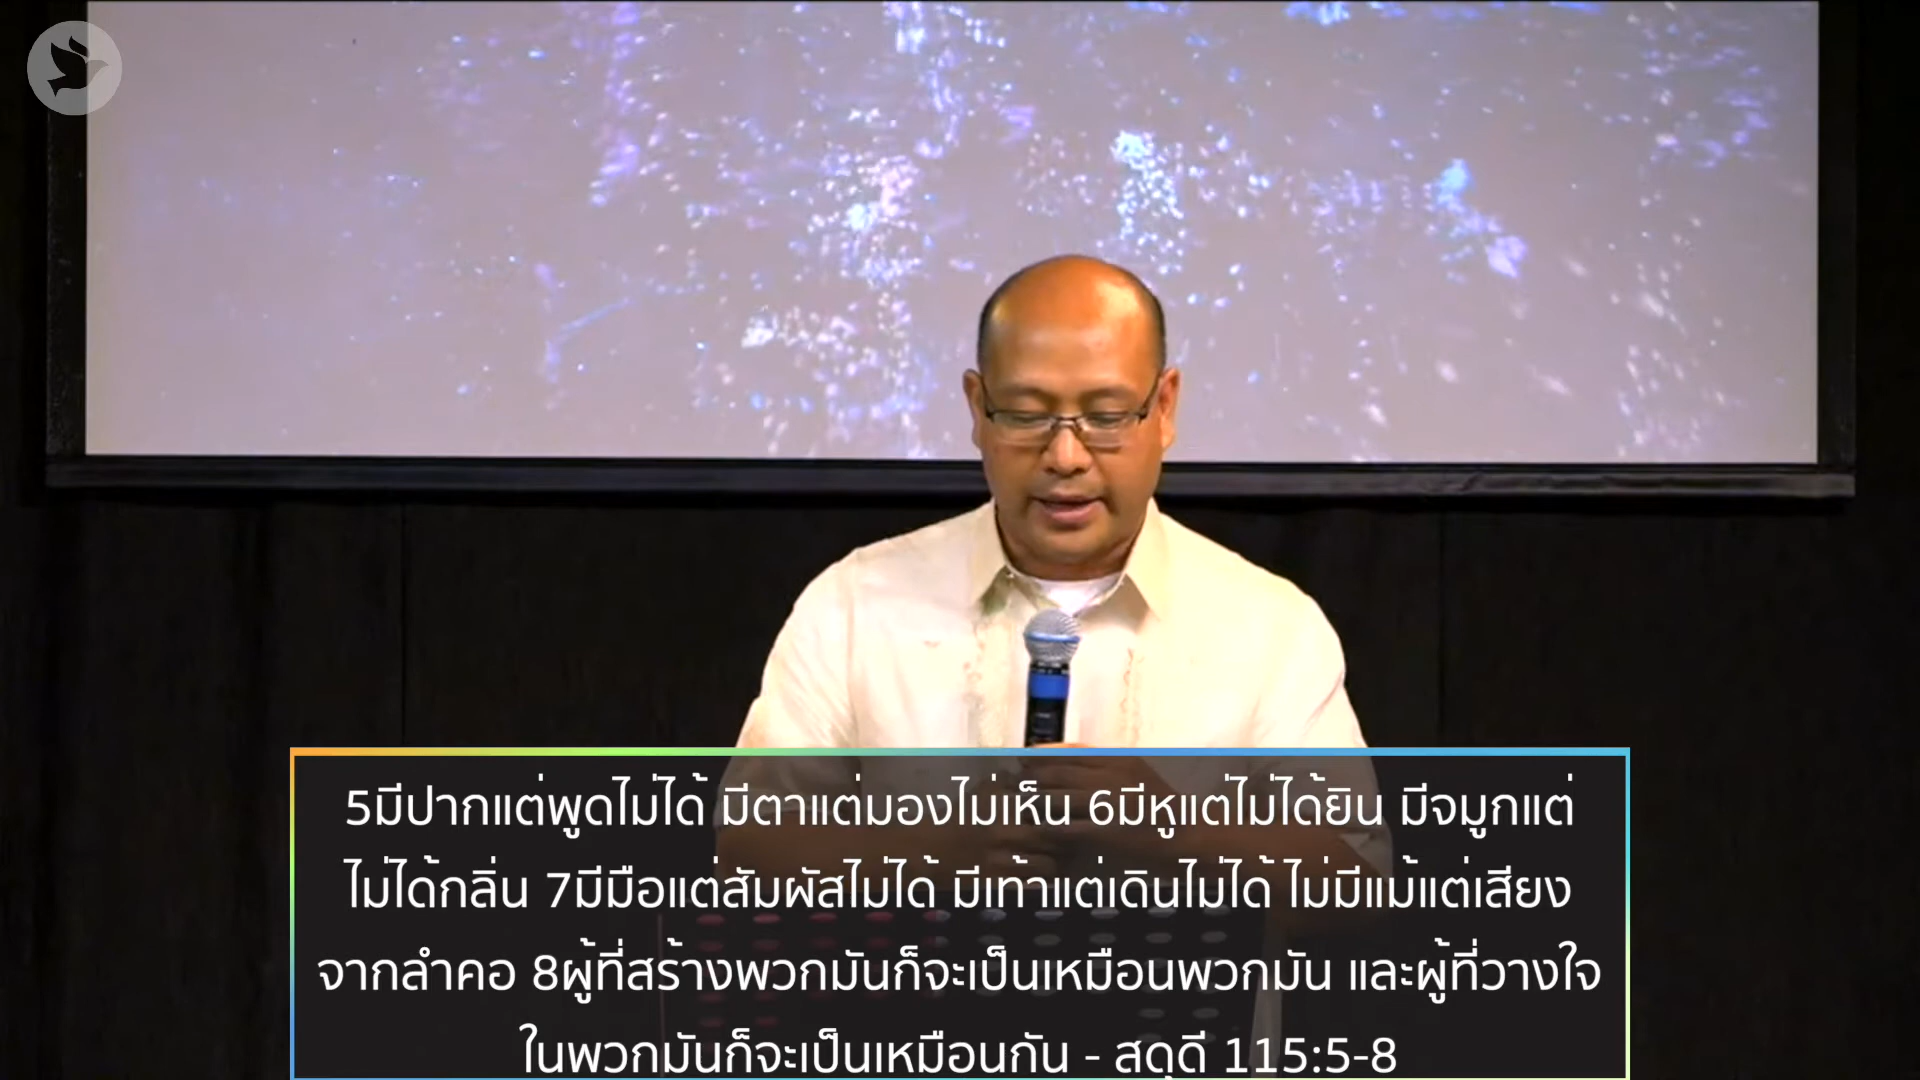 5มีปากแต่พูดไม่ได้ มีตาแต่มองไม่เห็น 6มีหูแต่ไม่ได้ยิน มีจมูกแต่
ไม่ได้กลิ่น 7มีมือแต่สัมผัสไม่ได้ มีเท้าแต่เดินไม่ได้ ไม่มีแม้แต่เสียง
จากลำคอ 8ผู้ที่สร้างพวกมันก็จะเป็นเหมือนพวกมัน และผู้ที่วางใจ
ในพวกมันก็จะเป็นเหมือนกัน - สดุดี 115:5-8